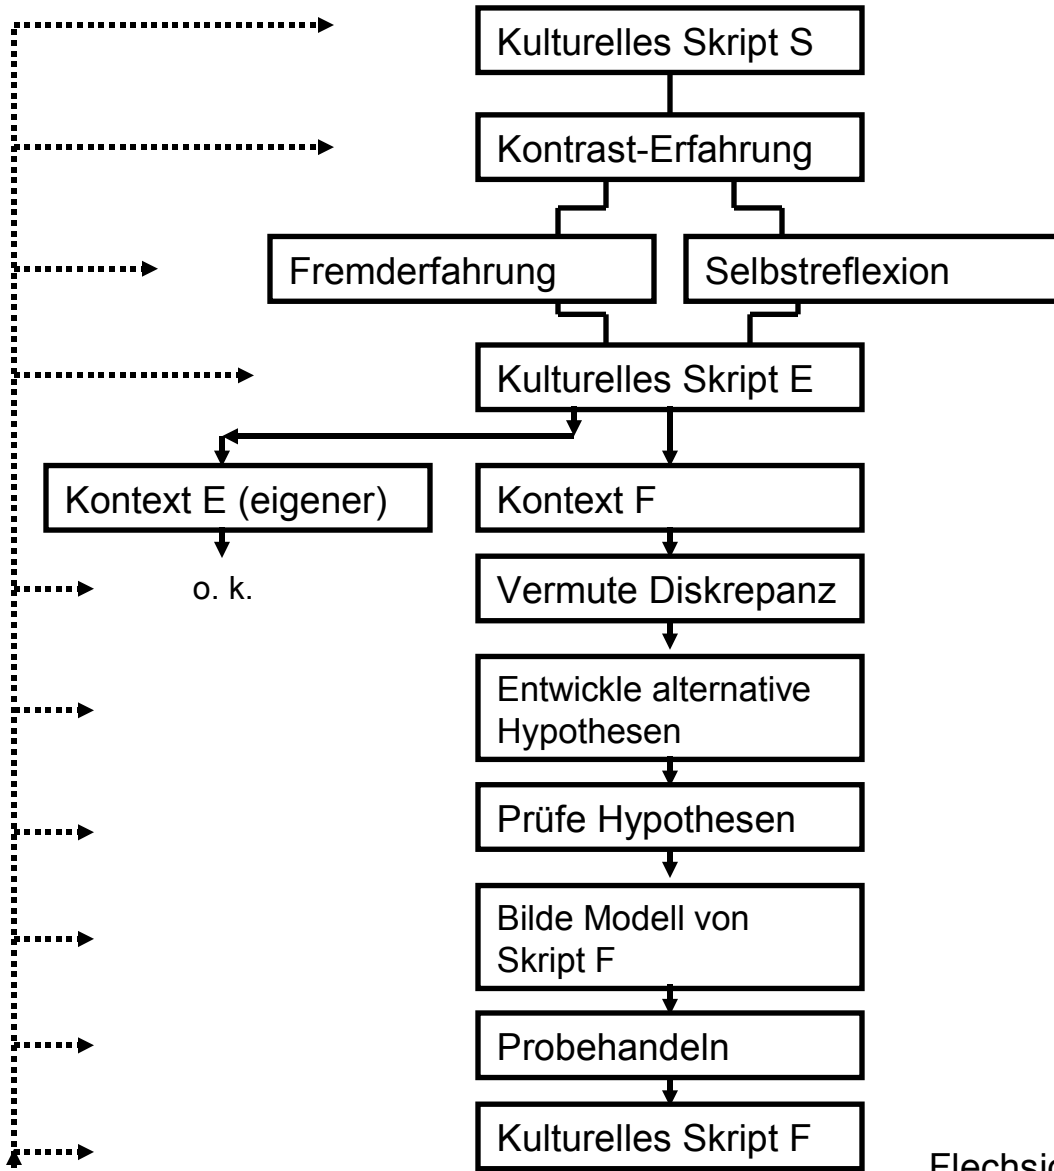 Kulturelles Skript S
Kontrast-Erfahrung
Fremderfahrung
Selbstreflexion
Kulturelles Skript E
Kontext E (eigener)
Kontext F
o. k.
Vermute Diskrepanz
Entwickle alternative
Hypothesen
Prüfe Hypothesen
Bilde Modell von
Skript F
Probehandeln
Kulturelles Skript F